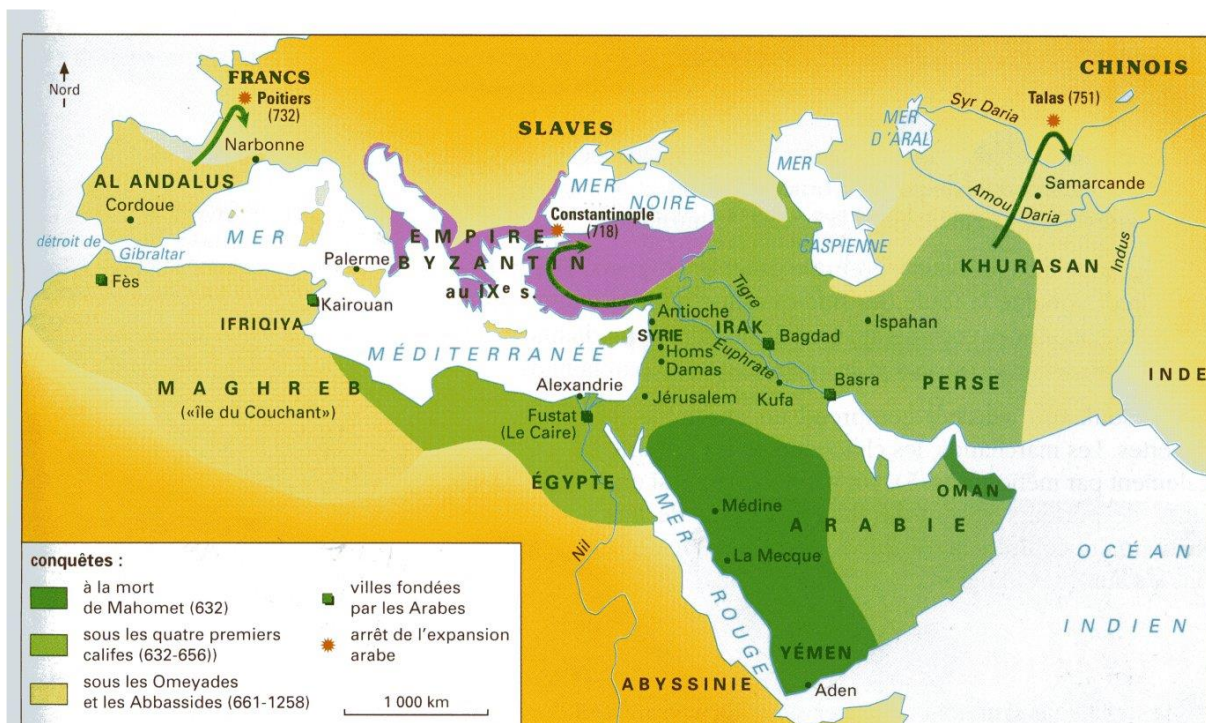 Nord
FRANCS
Poitiers
(732)
Narbonne
AL ANDALUS
Cordoue
détroit de
Gibraltar
Fès
MER
Palerme
Kairouan
IFRIQIYA
MÉDITERRANÉE
MAGHREB
(«île du Couchant»)
SLAVES
MER
NOIRE
Constantinople
(718)
EMPIRE
BYZANTIN
au IXe s.
Antioche
SYRIE
Homs
Damas
Jérusalem
Alexandrie
Fustat
(Le Caire)
ÉGYPTE
Nil
MER ROUGE
ABYSSINIE
Tigre
IRAK
Bagdad
Euphrate
Kufa
Basra
MER
CASPIENNE
MER
D'ARAL
Syr Daria
Amou Daria
CHINOIS
Talas (751)
Samarcande
KHURASAN
Indus
Ispahan
PERSE
INDE
OMAN
ARABIE
Médine
La Mecque
YÉMEN
Aden
OCÉAN
INDIEN
conquêtes :
à la mort
de Mahomet (632)
sous les quatre premiers
califes (632-656))
sous les Omeyades
et les Abbassides (661-1258)
villes fondées
par les Arabes
arrêt de l'expansion
arabe
1 000 km